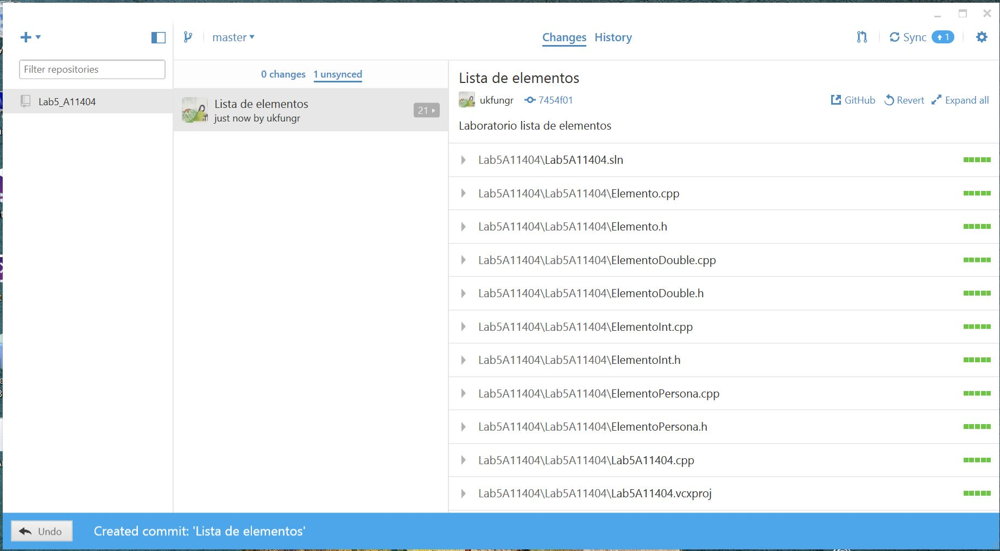 master
Changes History
Sync 1
Filter repositories
Lab5_A11404
0 changes 1 unsynced
Lista de elementos
just now by ukfungr
21
Lista de elementos
ukfungr 7454f01
GitHub Revert Expand all
Laboratorio lista de elementos
Lab5A11404\Lab5A11404.sln
Lab5A11404\Lab5A11404\Elemento.cpp
Lab5A11404\Lab5A11404\Elemento.h
Lab5A11404\Lab5A11404\ElementoDouble.cpp
Lab5A11404\Lab5A11404\ElementoDouble.h
Lab5A11404\Lab5A11404\ElementoInt.cpp
Lab5A11404\Lab5A11404\ElementoInt.h
Lab5A11404\Lab5A11404\ElementoPersona.cpp
Lab5A11404\Lab5A11404\ElementoPersona.h
Lab5A11404\Lab5A11404\Lab5A11404.cpp
Lab5A11404\Lab5A11404\Lab5A11404.vcxproj
Undo
Created commit: 'Lista de elementos'